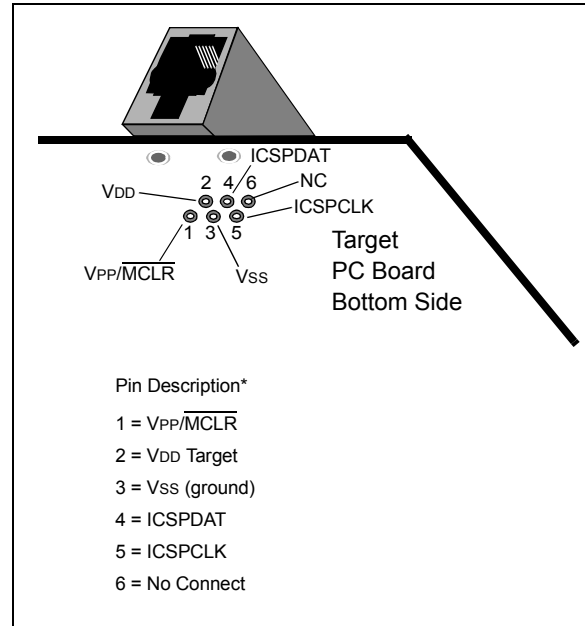 ICSPDAT
2 4 6 NC
VDD
ICSPCLK
1 3 5
VPP/MCLR
VSS
Target
PC Board
Bottom Side
Pin Description*
1 = VPP/MCLR
2 = VDD Target
3 = VSS (ground)
4 = ICSPDAT
5 = ICSPCLK
6 = No Connect